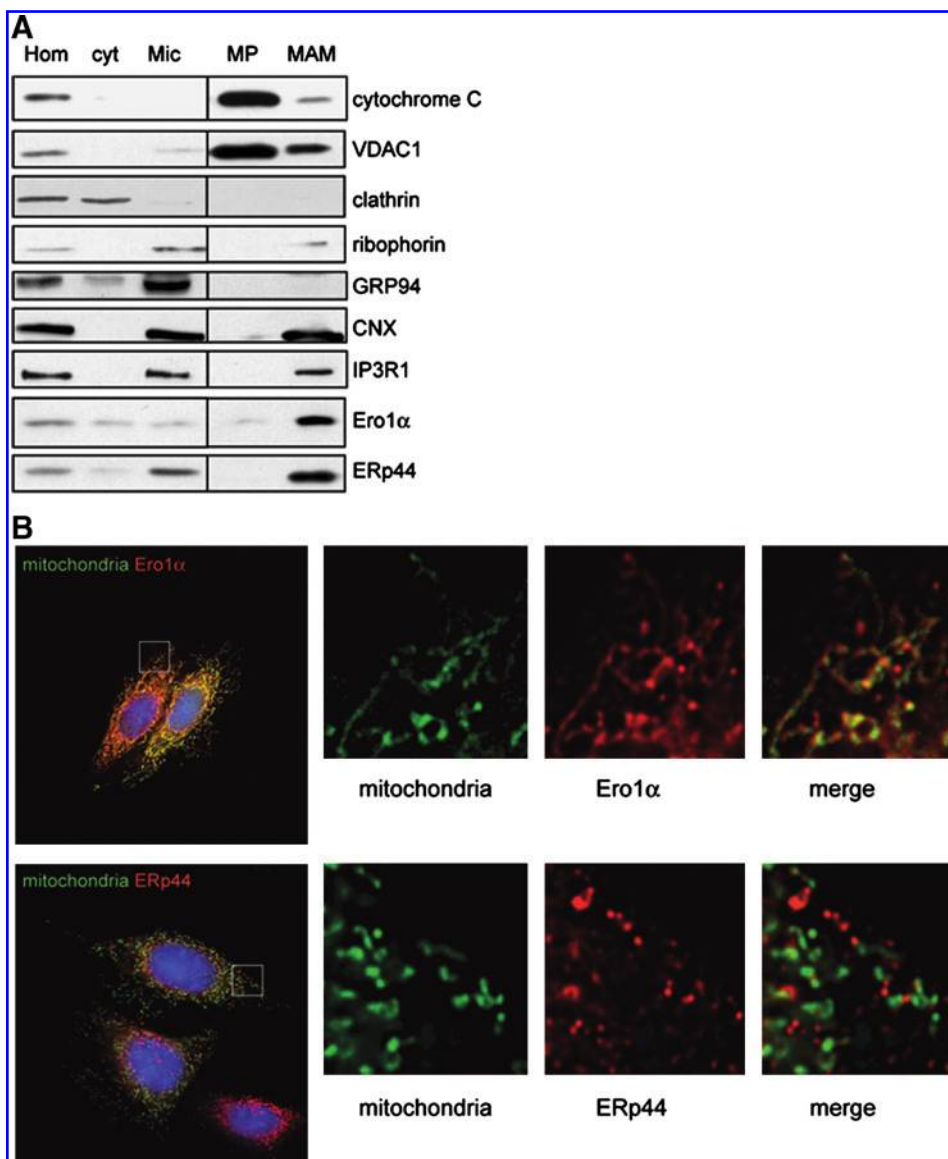 A
Hom cyt Mic MP MAM
cytochrome C
VDAC1
clathrin
ribophorin
GRP94
CNX
IP3R1
Ero1α
ERp44
B
mitochondria Ero1α
mitochondria Ero1α merge
mitochondria ERp44
mitochondria ERp44 merge